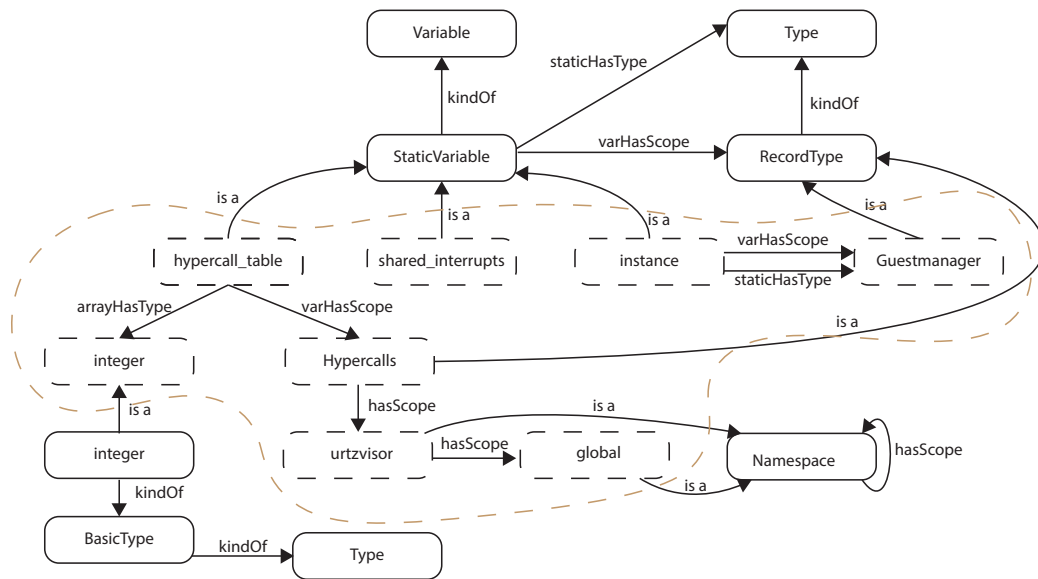 Variable
Type
staticHasType
kindOf
kindOf
StaticVariable
varHasScope
RecordType
is a
is a
is a
is a
hypercall_table
shared_interrupts
instance
varHasScope
staticHasType
Guestmanager
arrayHasType
varHasScope
is a
integer
Hypercalls
is a
hasScope
is a
integer
urtzvisor
hasScope
global
Namespace
hasScope
kindOf
is a
BasicType
kindOf
Type